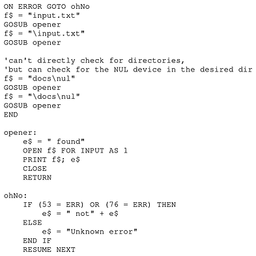 ON ERROR GOTO ohNo
f$ = "input.txt"
GOSUB opener
f$ = "\input.txt"
GOSUB opener

'can't directly check for directories,
'but can check for the NUL device in the desired dir
f$ = "docs\nul"
GOSUB opener
f$ = "\docs\nul"
GOSUB opener
END

opener:
    e$ = " found"
    OPEN f$ FOR INPUT AS 1
    PRINT f$; e$
    CLOSE
    RETURN

ohNo:
    IF (53 = ERR) OR (76 = ERR) THEN
        e$ = " not" + e$
    ELSE
        e$ = "Unknown error"
    END IF
    RESUME NEXT